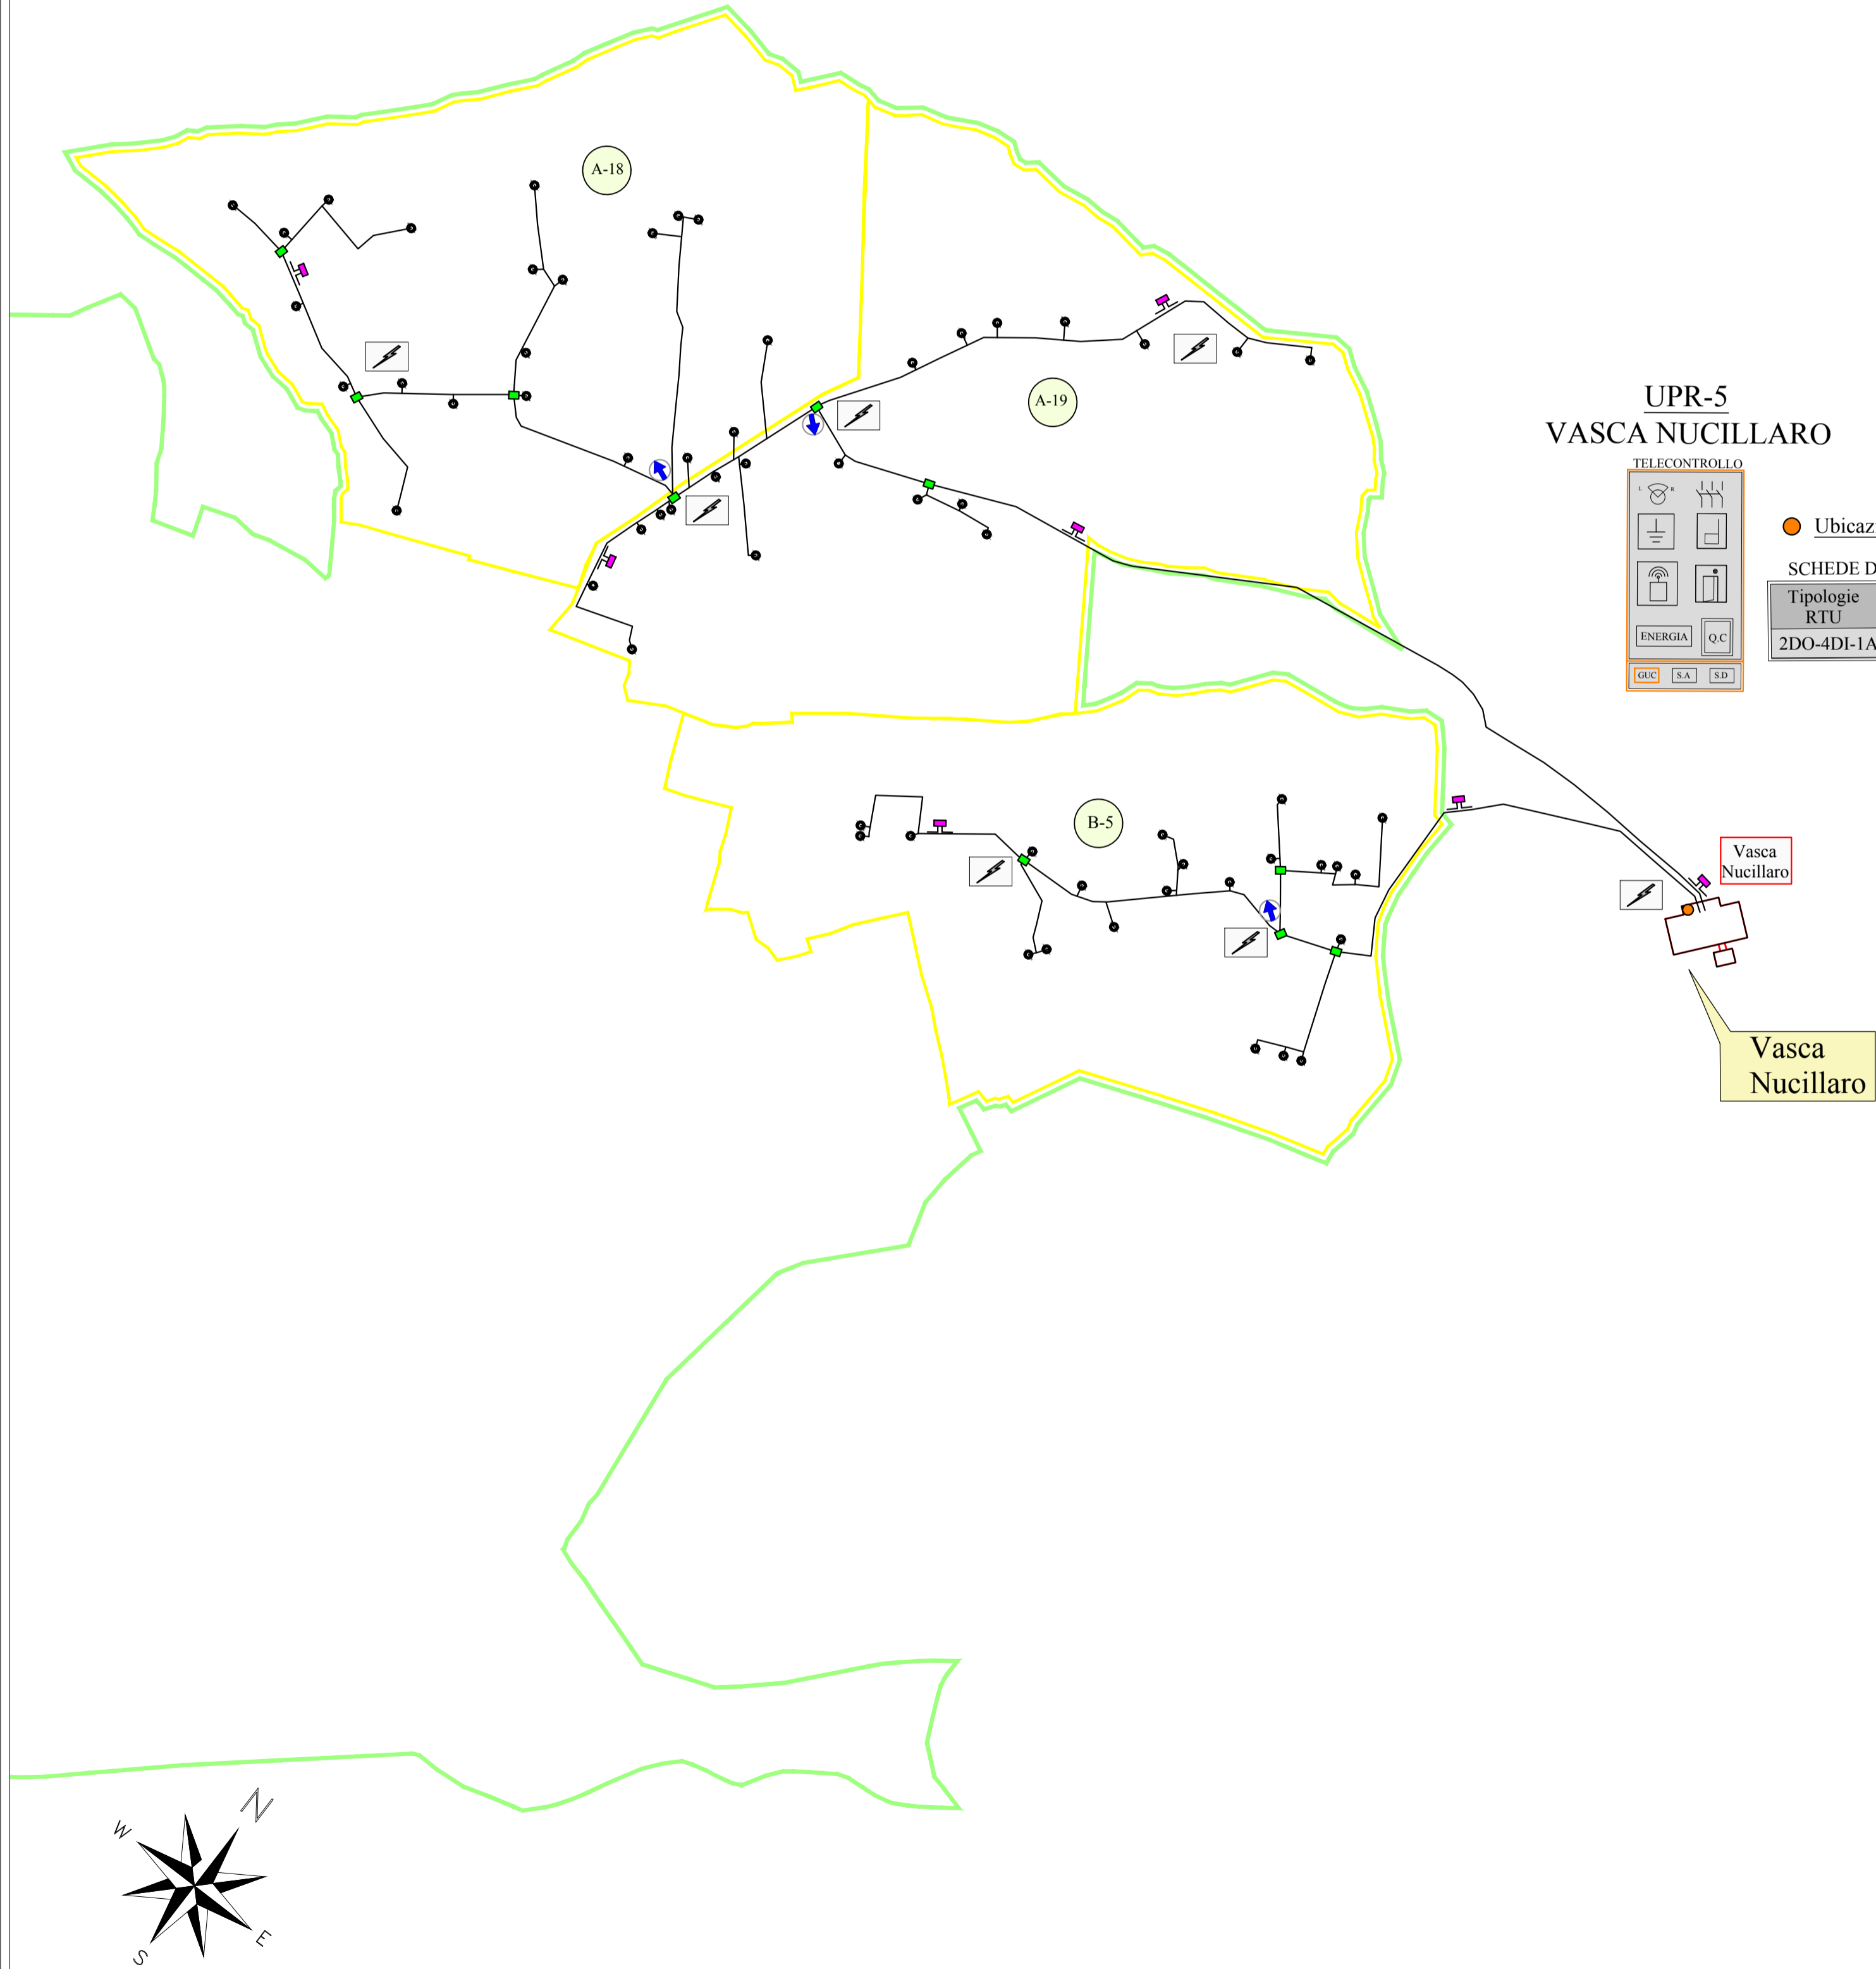 A-18
A-19
UPR-5
VASCA NUCILLARO
TELECONTROLLO
L R
Ubicaz
SCHEDE D
Tipologie
RTU
2DO-4DI-1A
ENERGIA
Q.C
GUC
S.A
S.D
B-5
Vasca
Nucillaro
Vasca
Nucillaro
N
W
E
S